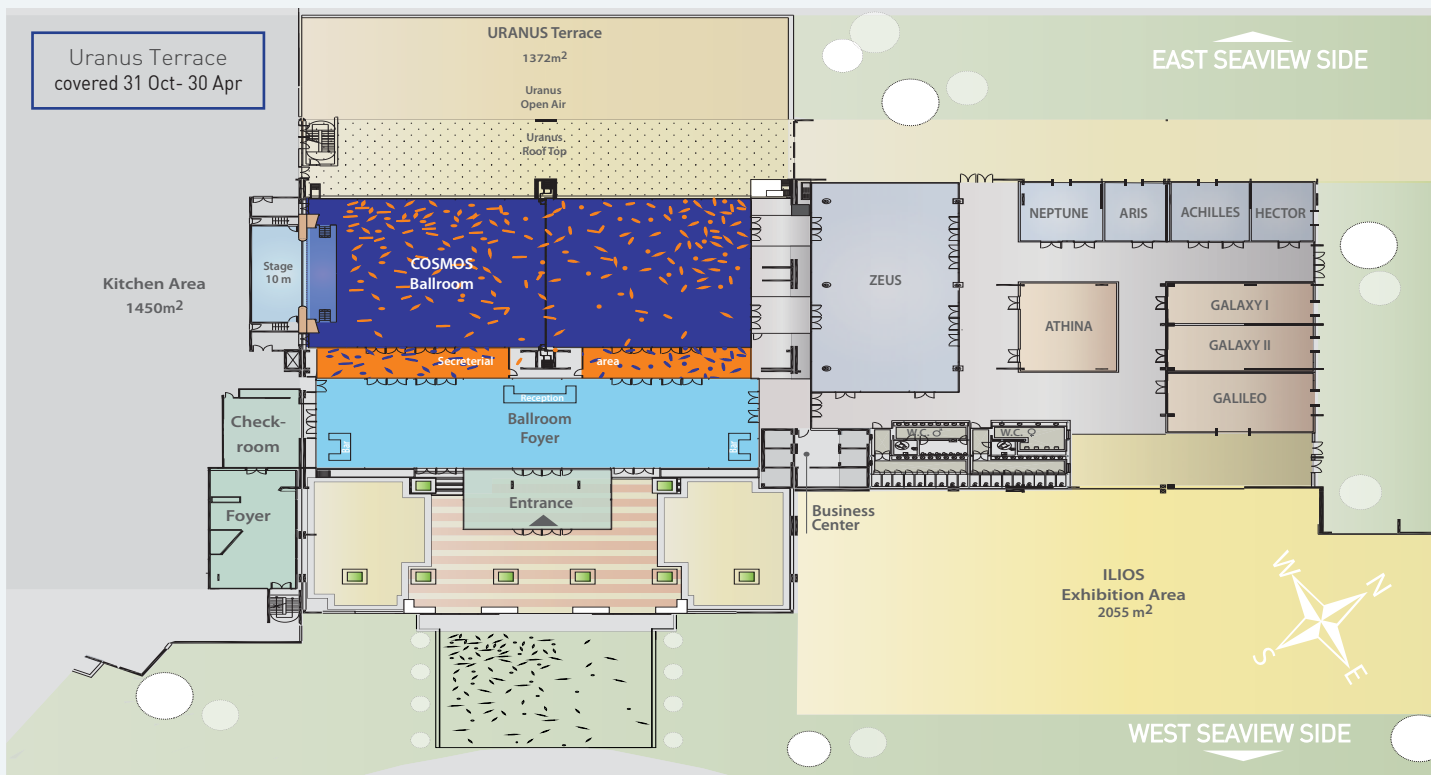 Uranus Terrace
covered 31 Oct- 30 Apr
URANUS Terrace
1372m²
Uranus
Open Air
Uranus
Roof Top
EAST SEAVIEW SIDE
Kitchen Area
1450m²
Stage
10 m
COSMOS
Ballroom
ZEUS
NEPTUNE
ARIS
ACHILLES
HECTOR
ATHINA
GALAXY I
GALAXY II
GALILEO
Secreterial area
Reception
Ballroom
Foyer
Check-
room
Foyer
Entrance
W.C. ♂
W.C. ♀
Business
Center
ILIOS
Exhibition Area
2055 m²
W
N
S
E
WEST SEAVIEW SIDE